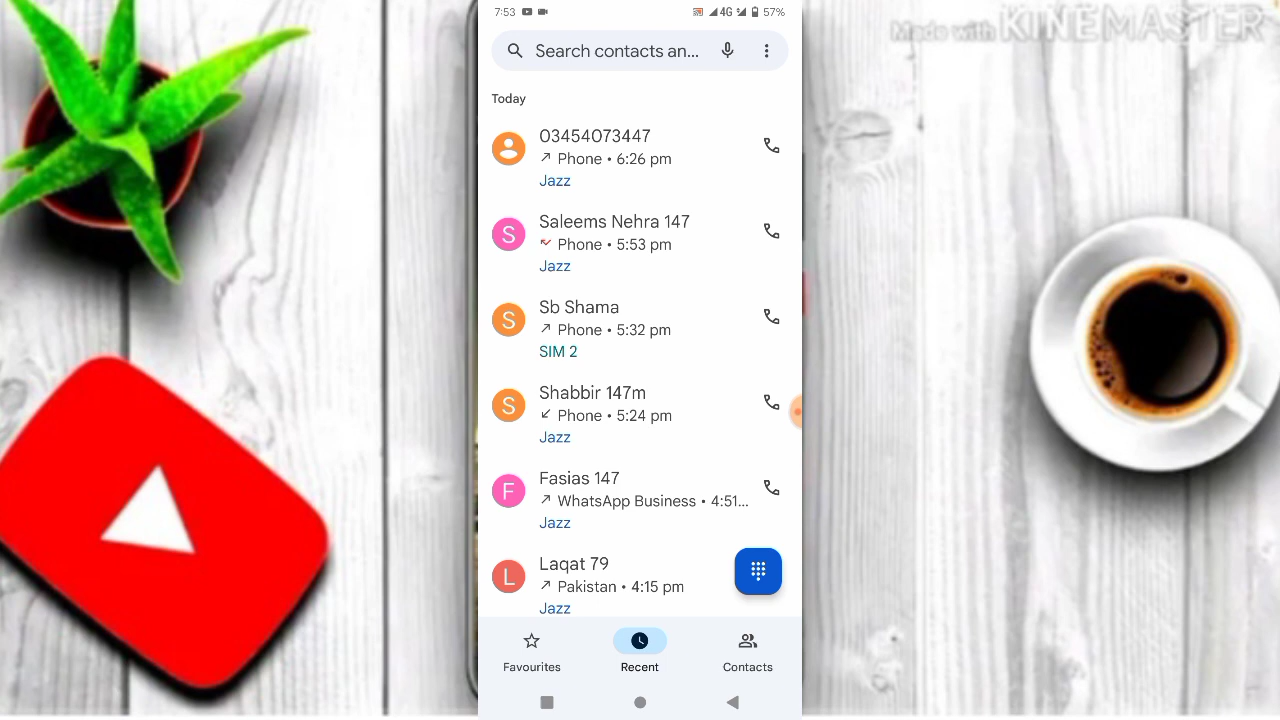 Made with KINEMASTER
7:53 4G 57%
Search contacts an...
Today
03454073447
Phone • 6:26 pm
Jazz
S
Saleems Nehra 147
Phone • 5:53 pm
Jazz
S
Sb Shama
Phone • 5:32 pm
SIM 2
S
Shabbir 147m
Phone • 5:24 pm
Jazz
F
Fasias 147
WhatsApp Business • 4:51...
Jazz
L
Laqat 79
Pakistan • 4:15 pm
Jazz
Favourites Recent Contacts